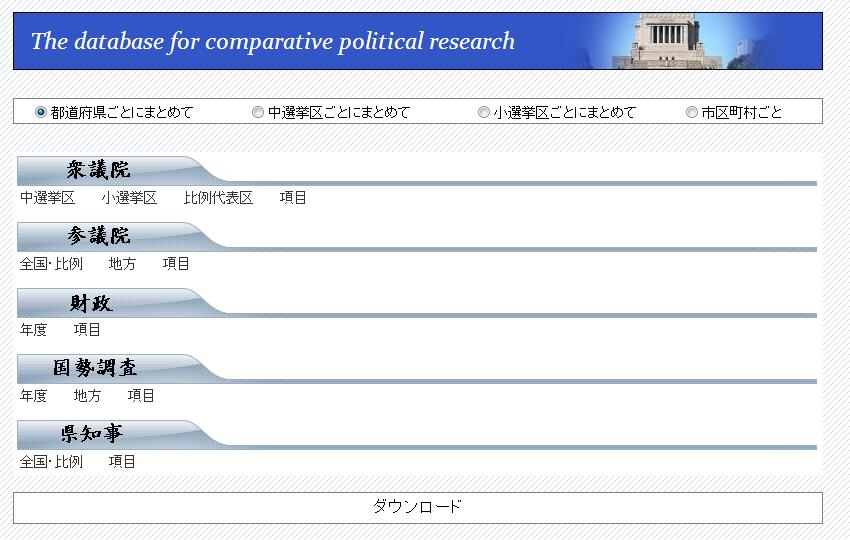 The database for comparative political research
都道府県ごとにまとめて 中選挙区ごとにまとめて 小選挙区ごとにまとめて 市区町村ごと
衆議院
中選挙区 小選挙区 比例代表区 項目
参議院
全国・比例 地方 項目
財政
年度 項目
国勢調査
年度 地方 項目
県知事
全国・比例 項目
ダウンロード